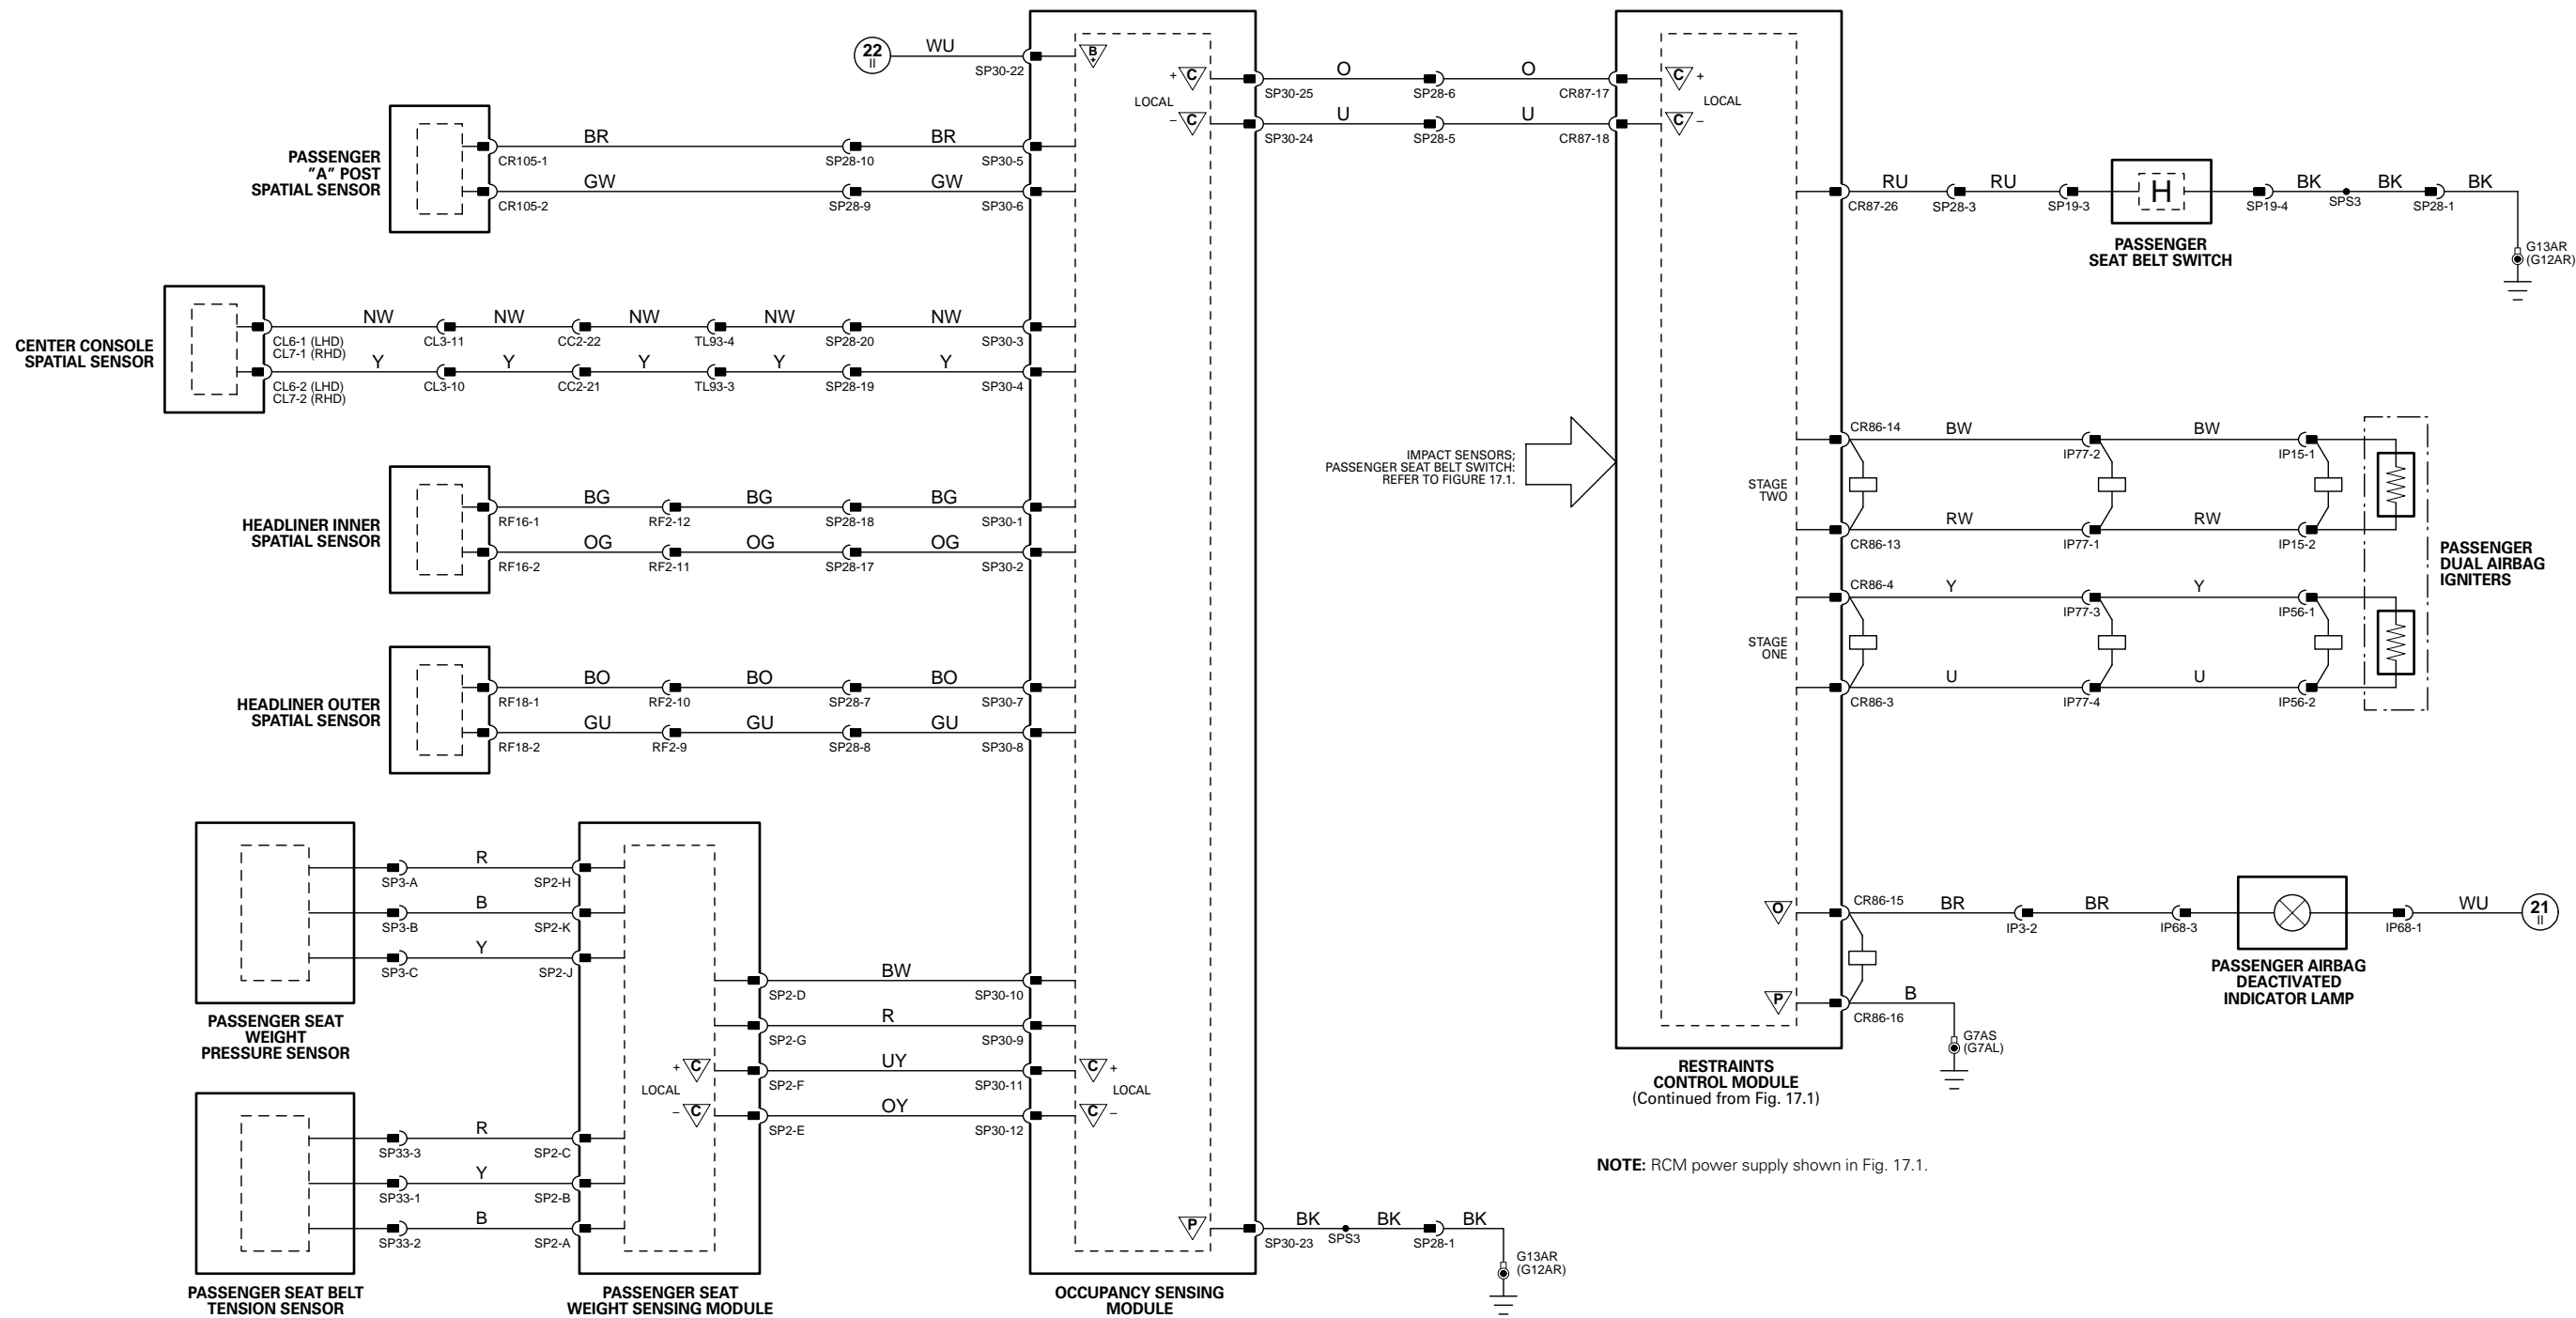 22
II
WU
SP30-22
B
+
PASSENGER
"A" POST
SPATIAL SENSOR
BR
BR
CR105-1
SP28-10
SP30-5
GW
GW
CR105-2
SP28-9
SP30-6
CENTER CONSOLE
SPATIAL SENSOR
NW
NW
NW
NW
NW
CL6-1 (LHD)
CL7-1 (RHD)
CL3-11
CC2-22
TL93-4
SP28-20
SP30-3
Y
Y
Y
Y
Y
CL6-2 (LHD)
CL7-2 (RHD)
CL3-10
CC2-21
TL93-3
SP28-19
SP30-4
HEADLINER INNER
SPATIAL SENSOR
BG
BG
BG
RF16-1
RF2-12
SP28-18
SP30-1
OG
OG
OG
RF16-2
RF2-11
SP28-17
SP30-2
HEADLINER OUTER
SPATIAL SENSOR
BO
BO
BO
RF18-1
RF2-10
SP28-7
SP30-7
GU
GU
GU
RF18-2
RF2-9
SP28-8
SP30-8
R
SP3-A
SP2-H
B
SP3-B
SP2-K
Y
SP3-C
SP2-J
PASSENGER SEAT
WEIGHT
PRESSURE SENSOR
R
SP33-3
SP2-C
Y
SP33-1
SP2-B
B
SP33-2
SP2-A
PASSENGER SEAT BELT
TENSION SENSOR
BW
SP2-D
SP30-10
R
SP2-G
SP30-9
+ C
UY
C +
SP2-F
SP30-11
LOCAL
LOCAL
– C
OY
C –
SP2-E
SP30-12
PASSENGER SEAT
WEIGHT SENSING MODULE
+ C
LOCAL
– C
O
O
SP30-25
SP28-6
CR87-17
U
U
SP30-24
SP28-5
CR87-18
C +
LOCAL
C –
P
BK
BK
BK
SP30-23
SPS3
SP28-1
G13AR
(G12AR)
OCCUPANCY SENSING
MODULE
IMPACT SENSORS;
PASSENGER SEAT BELT SWITCH:
REFER TO FIGURE 17.1.
RU
RU
H
BK
BK
BK
CR87-26
SP28-3
SP19-3
SP19-4
SPS3
SP28-1
PASSENGER
SEAT BELT SWITCH
G13AR
(G12AR)
CR86-14
BW
BW
IP77-2
IP15-1
STAGE
TWO
RW
RW
CR86-13
IP77-1
IP15-2
CR86-4
Y
Y
IP77-3
IP56-1
STAGE
ONE
U
U
CR86-3
IP77-4
IP56-2
PASSENGER
DUAL AIRBAG
IGNITERS
O
CR86-15
BR
BR
WU
21
II
IP3-2
IP68-3
IP68-1
PASSENGER AIRBAG
DEACTIVATED
INDICATOR LAMP
P
B
CR86-16
G7AS
(G7AL)
RESTRAINTS
CONTROL MODULE
(Continued from Fig. 17.1)
NOTE: RCM power supply shown in Fig. 17.1.